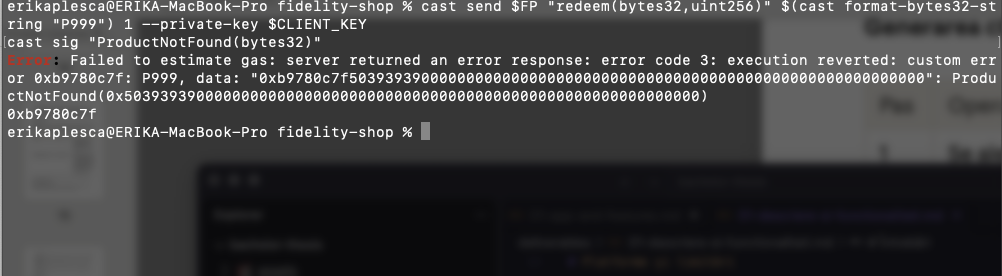 erikaplesca@ERIKA-MacBook-Pro fidelity-shop % cast send $FP "redeem(bytes32,uint256)" $(cast format-bytes32-st
ring "P999") 1 --private-key $CLIENT_KEY
cast sig "ProductNotFound(bytes32)"
Error: Failed to estimate gas: server returned an error response: error code 3: execution reverted: custom err
or 0xb9780c7f: P999, data: "0xb9780c7f5039393900000000000000000000000000000000000000000000000000000000": Produ
ctNotFound(0x5039393900000000000000000000000000000000000000000000000000000000)
0xb9780c7f
erikaplesca@ERIKA-MacBook-Pro fidelity-shop %